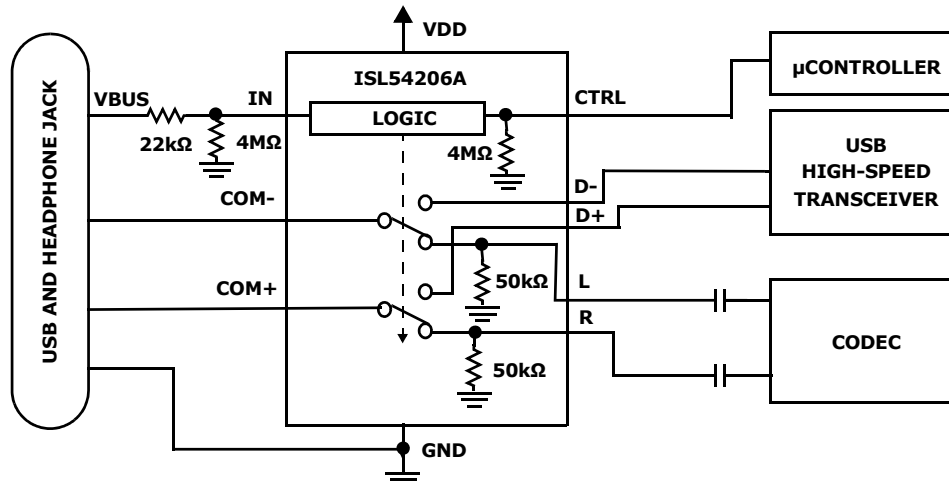 USB AND HEADPHONE JACK
VDD
ISL54206A
µCONTROLLER
VBUS
IN
CTRL
LOGIC
22kΩ
4MΩ
4MΩ
USB
HIGH-SPEED
TRANSCEIVER
D-
COM-
D+
50kΩ
L
COM+
R
CODEC
50kΩ
GND